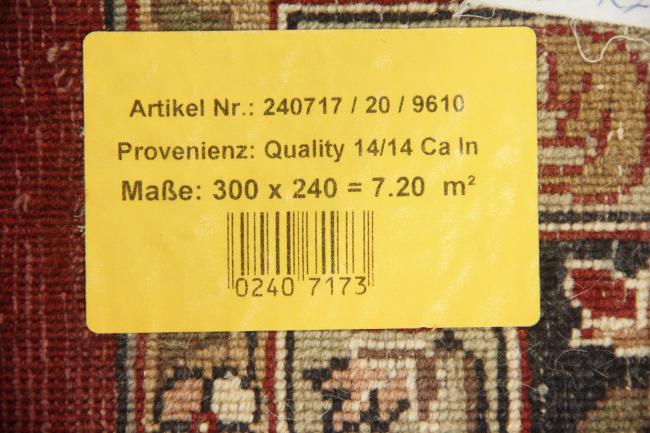 Artikel Nr.: 240717 / 20 / 9610
Provenienz: Quality 14/14 Ca In
Maße: 300 x 240 = 7.20 m²
0240 7173